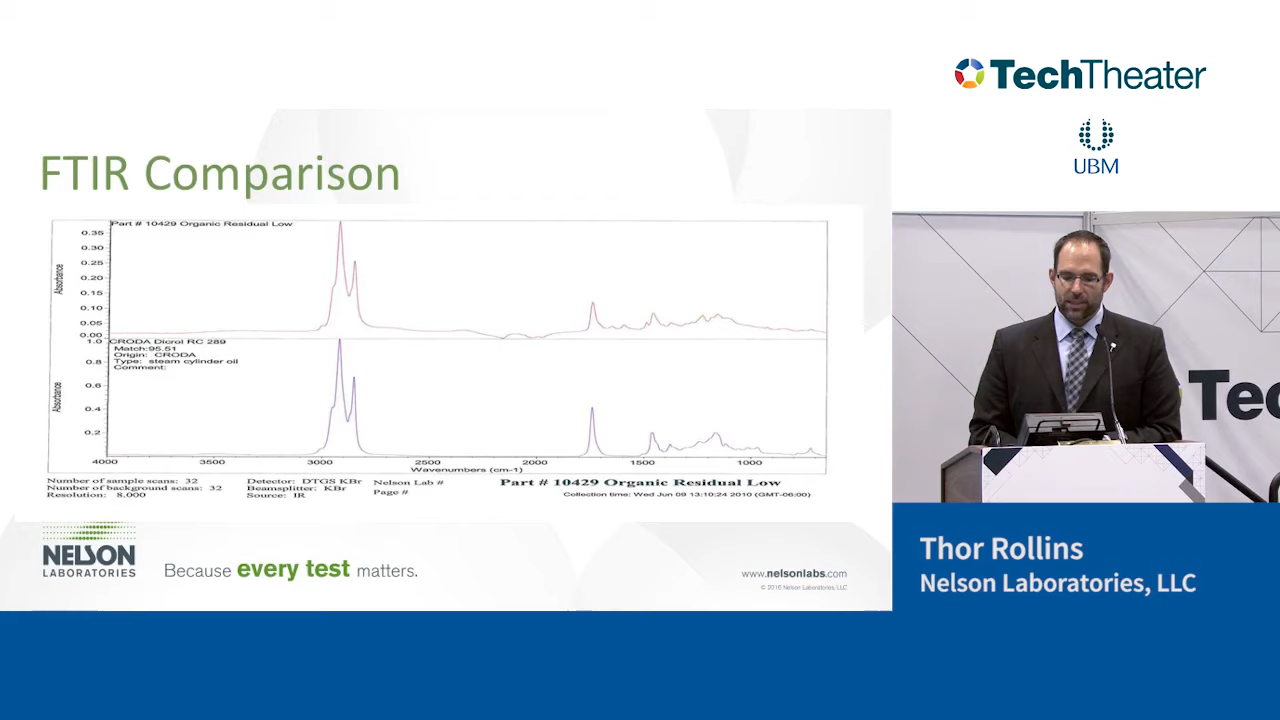 TechTheater
UBM
FTIR Comparison
Part # 10429 Organic Residual Low
0.35
0.30
0.25
0.20
0.15
0.10
0.05
0.00
Absorbance
CRODA Dicrol RC 289
Match:95.51
Origin: CRODA
Type: steam cylinder oil
Comment:
1.0
0.8
0.6
0.4
0.2
Absorbance
4000 3500 3000 2500 2000 1500 1000
Wavenumbers (cm-1)
Number of sample scans: 32
Number of background scans: 32
Resolution: 8.000
Detector: DTGS KBr
Beamsplitter: KBr
Source: IR
Nelson Lab #
Page #
Part # 10429 Organic Residual Low
Collection time: Wed Jun 09 13:10:24 2010 (GMT-06:00)
NELSON
LABORATORIES
Because every test matters.
www.nelsonlabs.com
© 2016 Nelson Laboratories, LLC
Tec
Thor Rollins
Nelson Laboratories, LLC